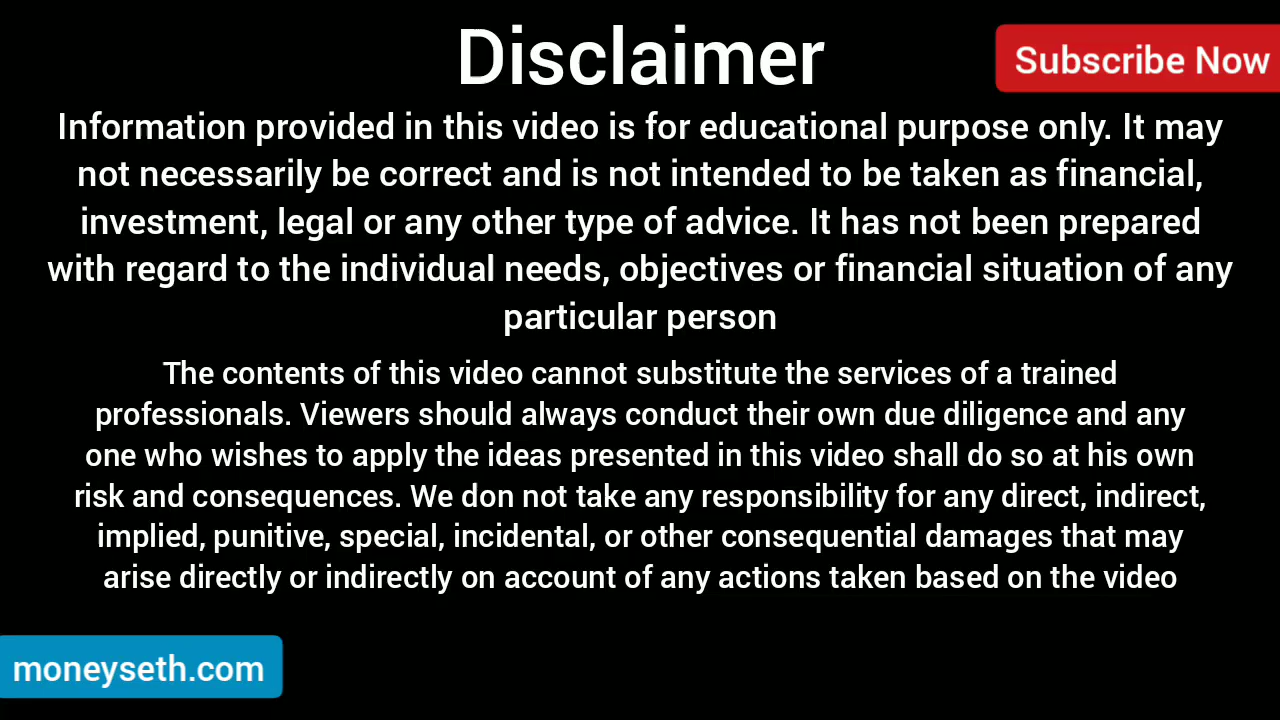 Disclaimer
Subscribe Now
Information provided in this video is for educational purpose only. It may
not necessarily be correct and is not intended to be taken as financial,
investment, legal or any other type of advice. It has not been prepared
with regard to the individual needs, objectives or financial situation of any
particular person
The contents of this video cannot substitute the services of a trained
professionals. Viewers should always conduct their own due diligence and any
one who wishes to apply the ideas presented in this video shall do so at his own
risk and consequences. We don not take any responsibility for any direct, indirect,
implied, punitive, special, incidental, or other consequential damages that may
arise directly or indirectly on account of any actions taken based on the video
moneyseth.com